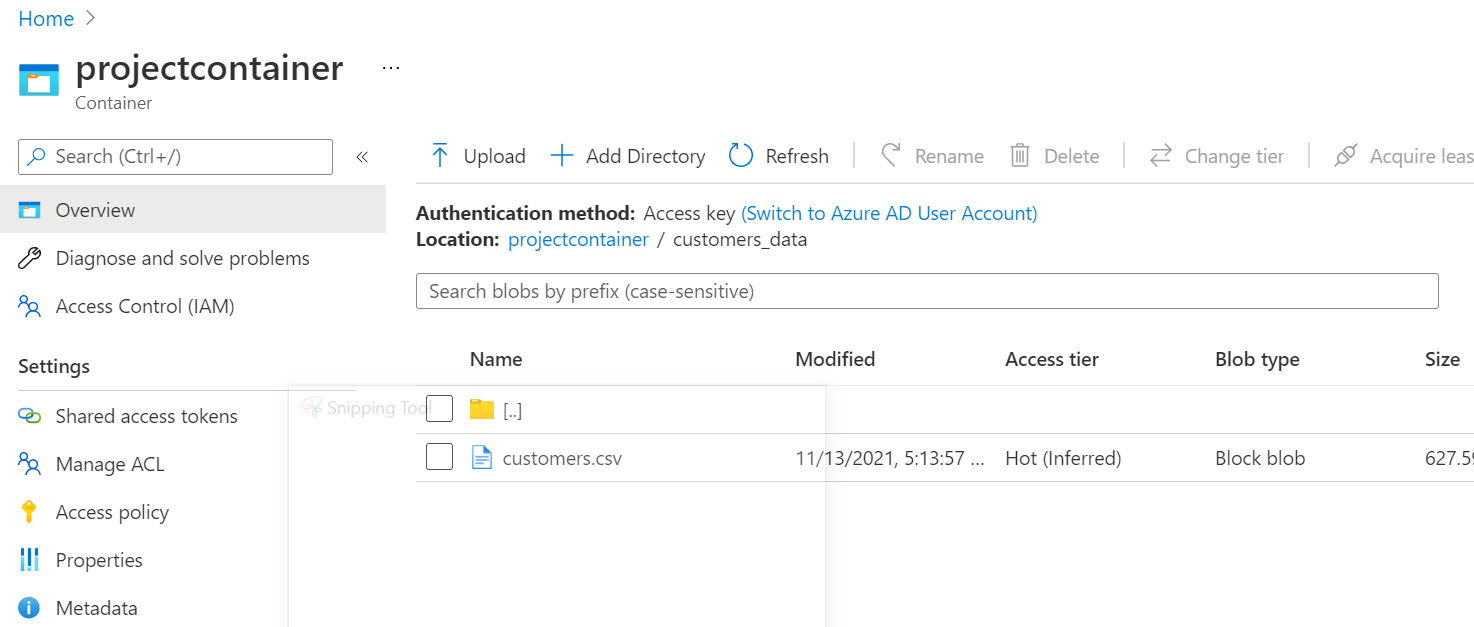 Home
projectcontainer ...
Container
Search (Ctrl+/)
Overview
Diagnose and solve problems
Access Control (IAM)
Settings
Shared access tokens
Manage ACL
Access policy
Properties
Metadata
Upload Add Directory Refresh Rename Delete Change tier Acquire leas
Authentication method: Access key (Switch to Azure AD User Account)
Location: projectcontainer / customers_data
Search blobs by prefix (case-sensitive)
Name Modified Access tier Blob type Size
Snipping Tool
[..]
customers.csv 11/13/2021, 5:13:57 ... Hot (Inferred) Block blob 627.59